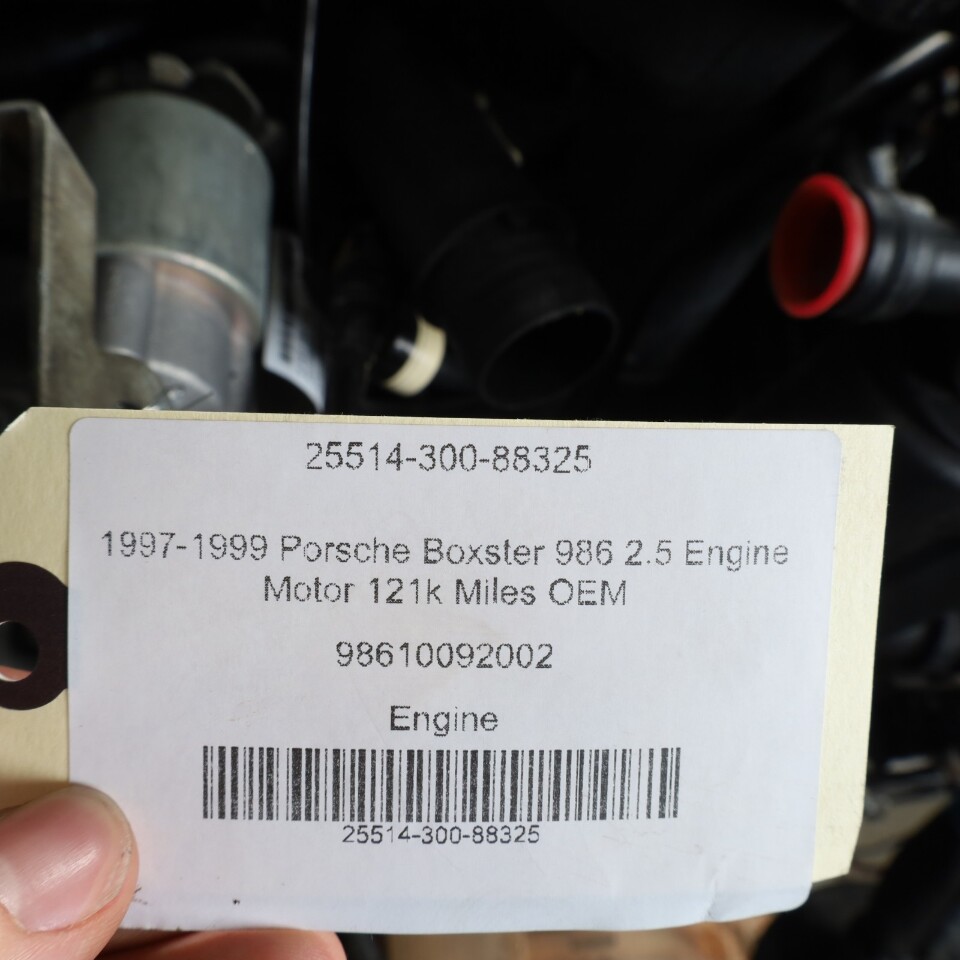 25514-300-88325
1997-1999 Porsche Boxster 986 2.5 Engine
Motor 121k Miles OEM
98610092002
Engine
25514-300-88325